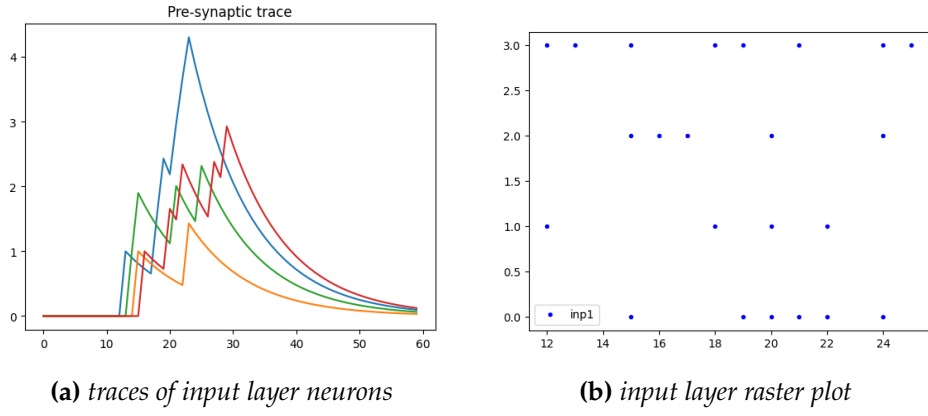 Pre-synaptic trace
4
3
2
1
0
0 10 20 30 40 50 60
(a) traces of input layer neurons
3.0
2.5
2.0
1.5
1.0
0.5
0.0
inp1
12 14 16 18 20 22 24
(b) input layer raster plot